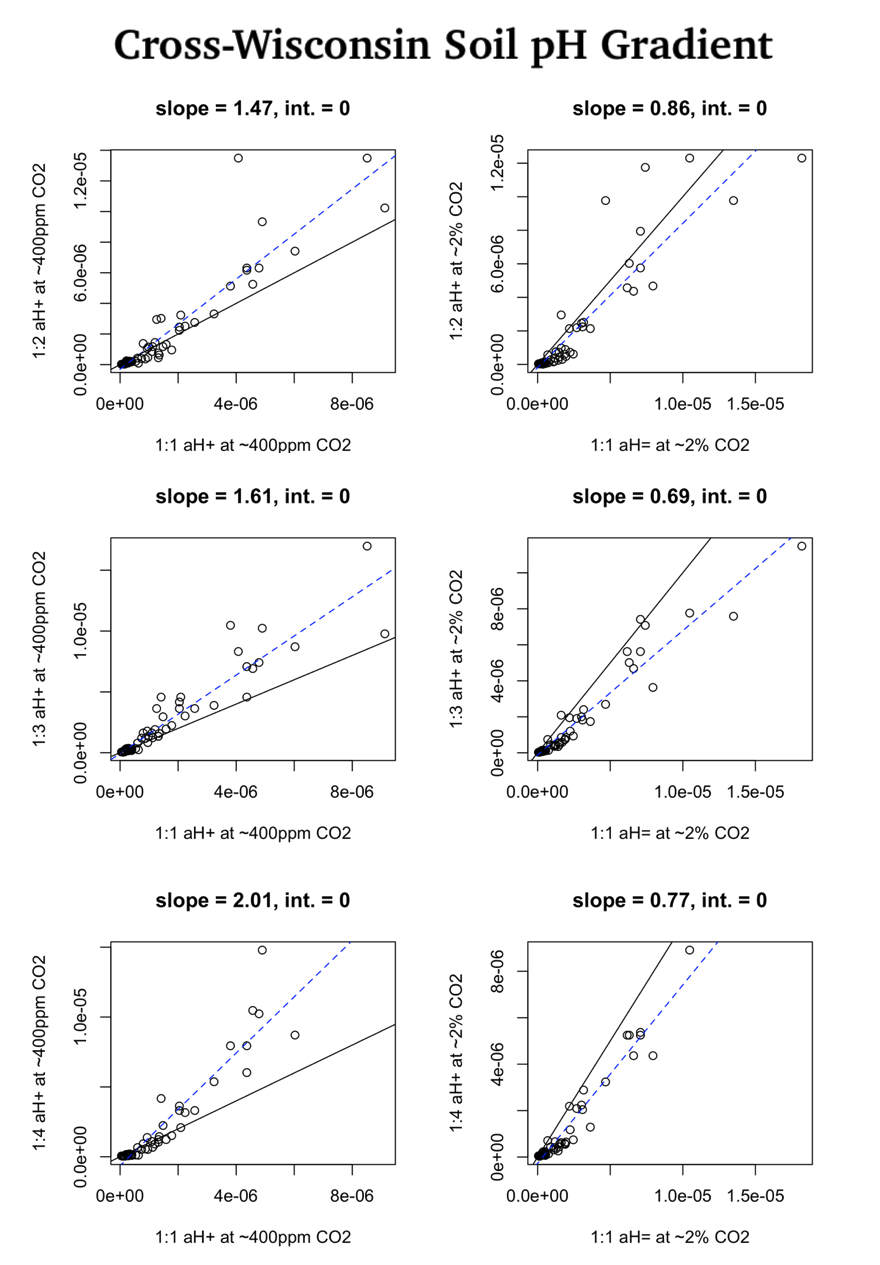 Cross-Wisconsin Soil pH Gradient
slope = 1.47, int. = 0
1:2 aH+ at ~400ppm CO2
0.0e+00 6.0e-06 1.2e-05
0e+00 4e-06 8e-06
1:1 aH+ at ~400ppm CO2
slope = 0.86, int. = 0
1:2 aH+ at ~2% CO2
0.0e+00 6.0e-06 1.2e-05
0.0e+00 1.0e-05 1.5e-05
1:1 aH= at ~2% CO2
slope = 1.61, int. = 0
1:3 aH+ at ~400ppm CO2
0.0e+00 1.0e-05
0e+00 4e-06 8e-06
1:1 aH+ at ~400ppm CO2
slope = 0.69, int. = 0
1:3 aH+ at ~2% CO2
0e+00 4e-06 8e-06
0.0e+00 1.0e-05 1.5e-05
1:1 aH= at ~2% CO2
slope = 2.01, int. = 0
1:4 aH+ at ~400ppm CO2
0.0e+00 1.0e-05
0e+00 4e-06 8e-06
1:1 aH+ at ~400ppm CO2
slope = 0.77, int. = 0
1:4 aH+ at ~2% CO2
0e+00 4e-06 8e-06
0.0e+00 1.0e-05 1.5e-05
1:1 aH= at ~2% CO2